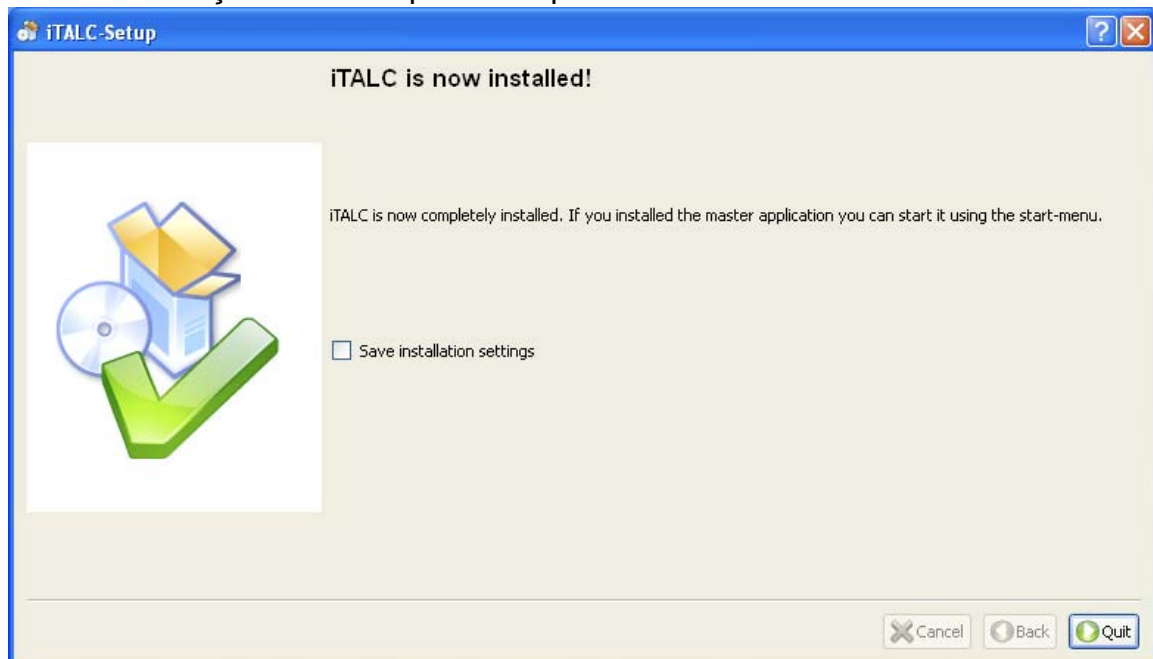 iTALC-Setup
iTALC is now installed!
iTALC is now completely installed. If you installed the master application you can start it using the start-menu.
Save installation settings
Cancel Back Quit